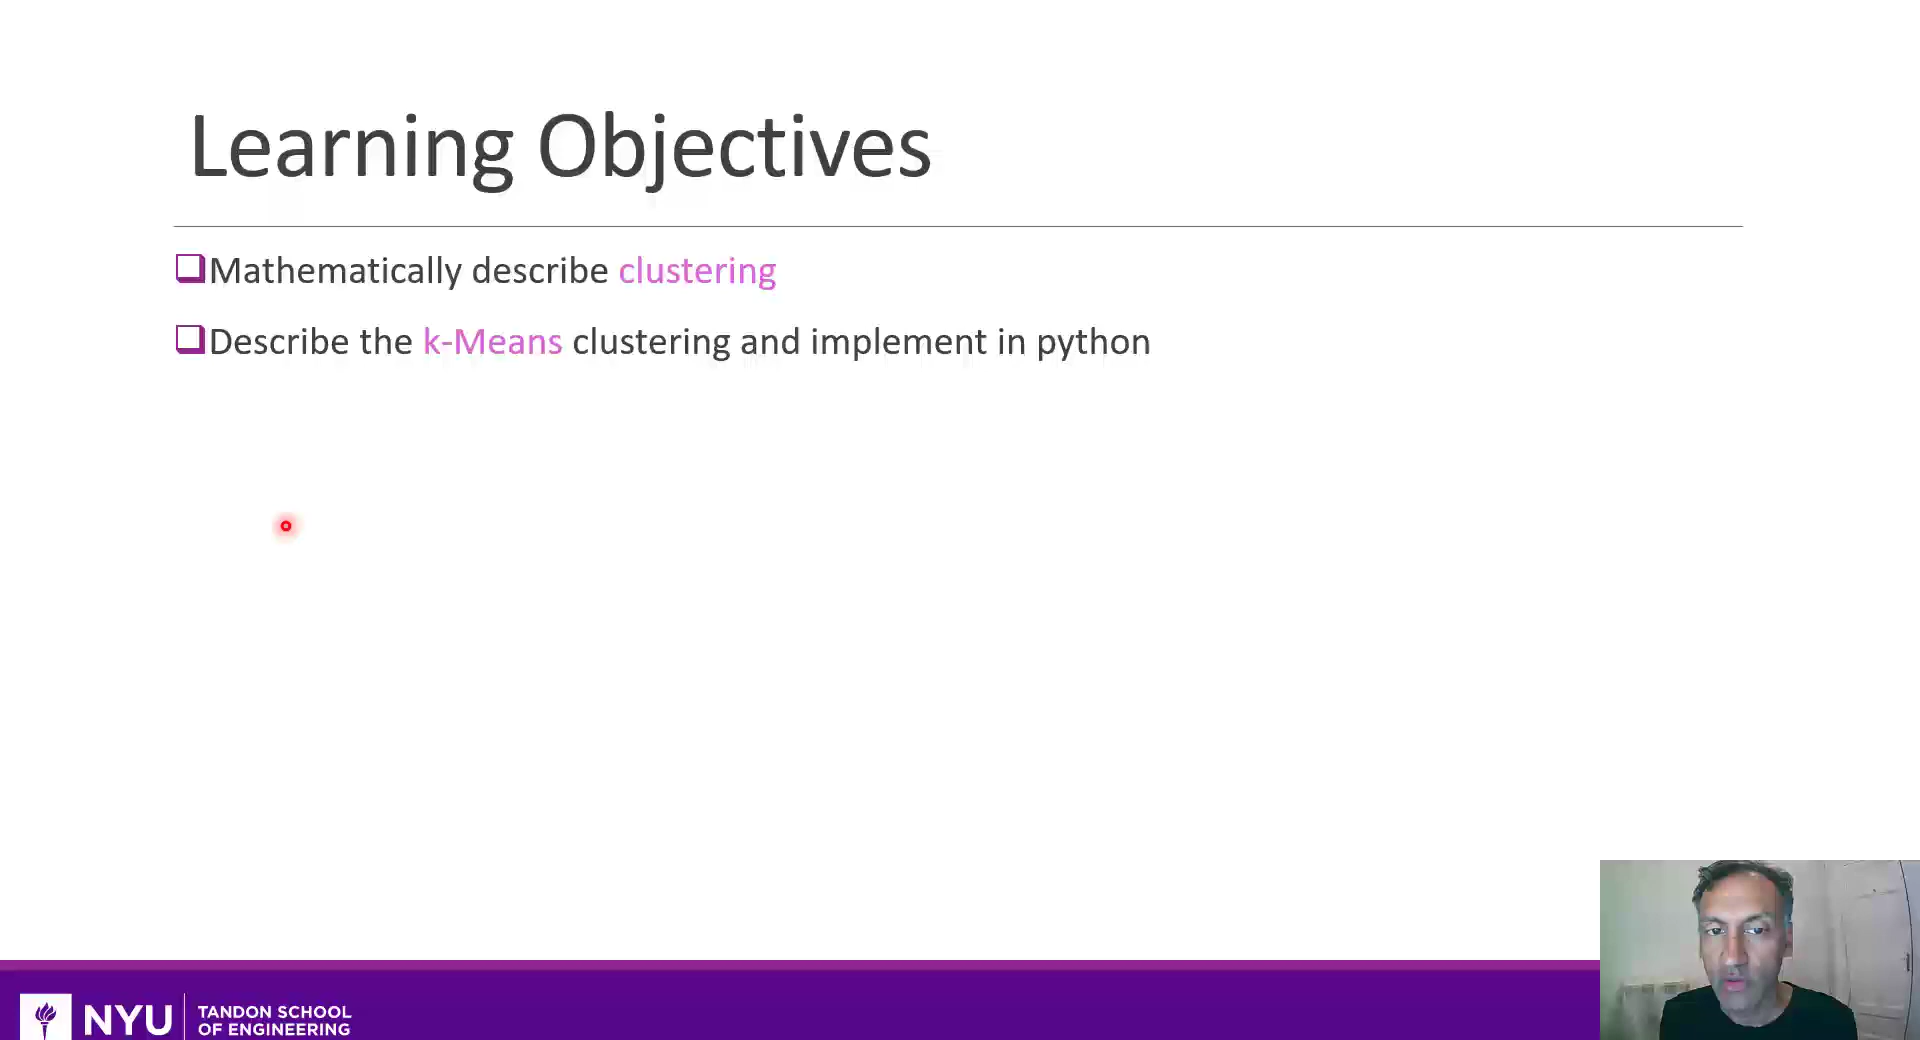 Learning Objectives
Mathematically describe clustering
Describe the k-Means clustering and implement in python
NYU
TANDON SCHOOL
OF ENGINEERING